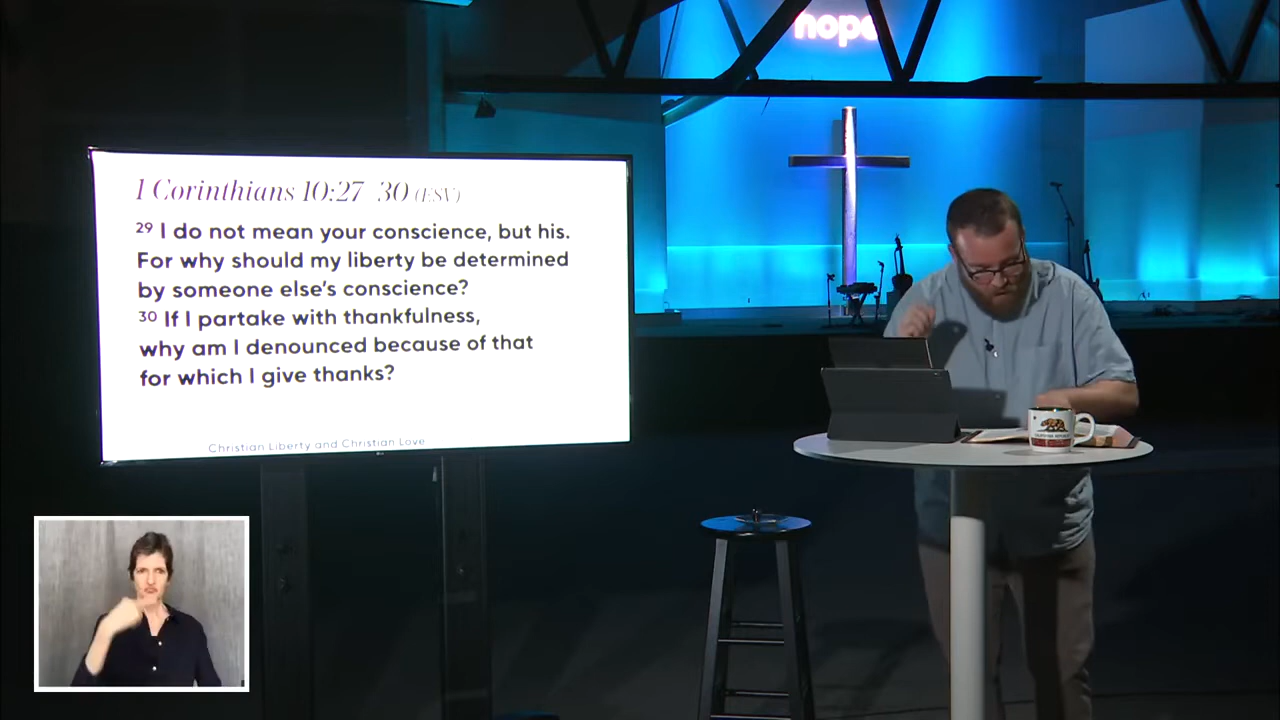 hope
1 Corinthians 10:27 30 (ESV)
29 I do not mean your conscience, but his.
For why should my liberty be determined
by someone else's conscience?
30 If I partake with thankfulness,
why am I denounced because of that
for which I give thanks?
Christian Liberty and Christian Love